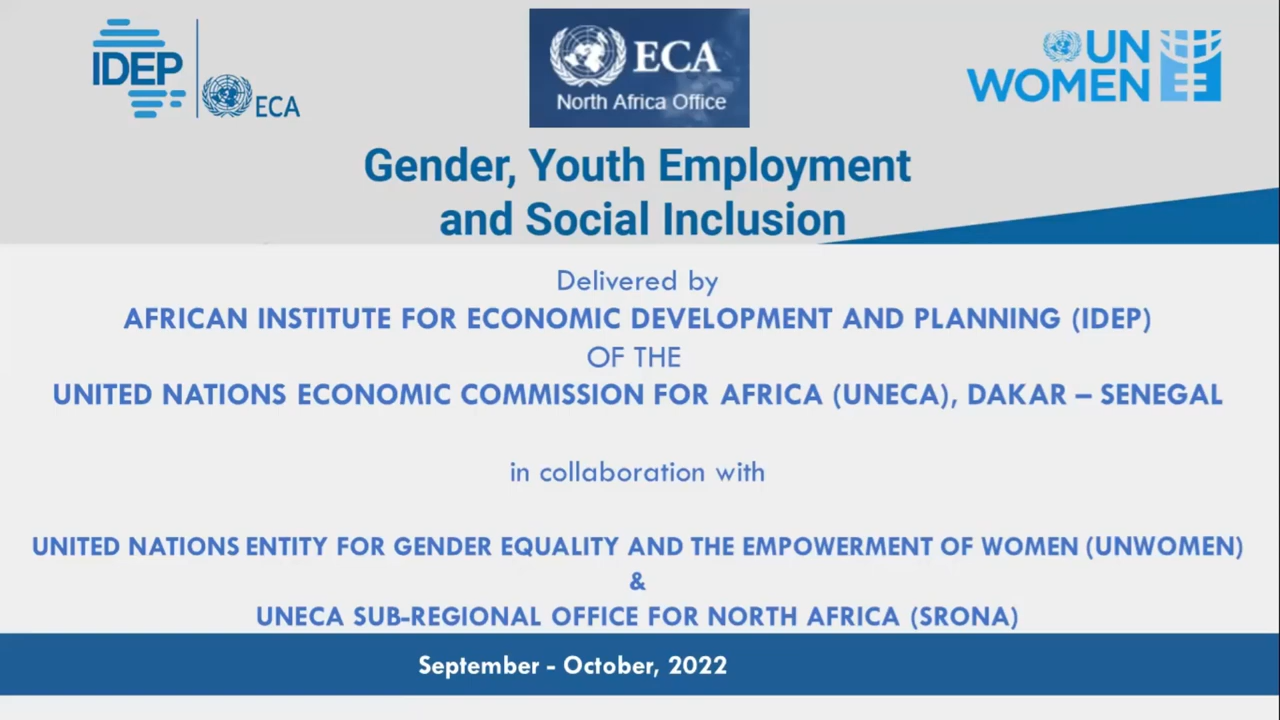 IDEP
ECA
ECA
North Africa Office
UN
WOMEN
Gender, Youth Employment
and Social Inclusion
Delivered by
AFRICAN INSTITUTE FOR ECONOMIC DEVELOPMENT AND PLANNING (IDEP)
OF THE
UNITED NATIONS ECONOMIC COMMISSION FOR AFRICA (UNECA), DAKAR – SENEGAL
in collaboration with
UNITED NATIONS ENTITY FOR GENDER EQUALITY AND THE EMPOWERMENT OF WOMEN (UNWOMEN)
&
UNECA SUB-REGIONAL OFFICE FOR NORTH AFRICA (SRONA)
September - October, 2022